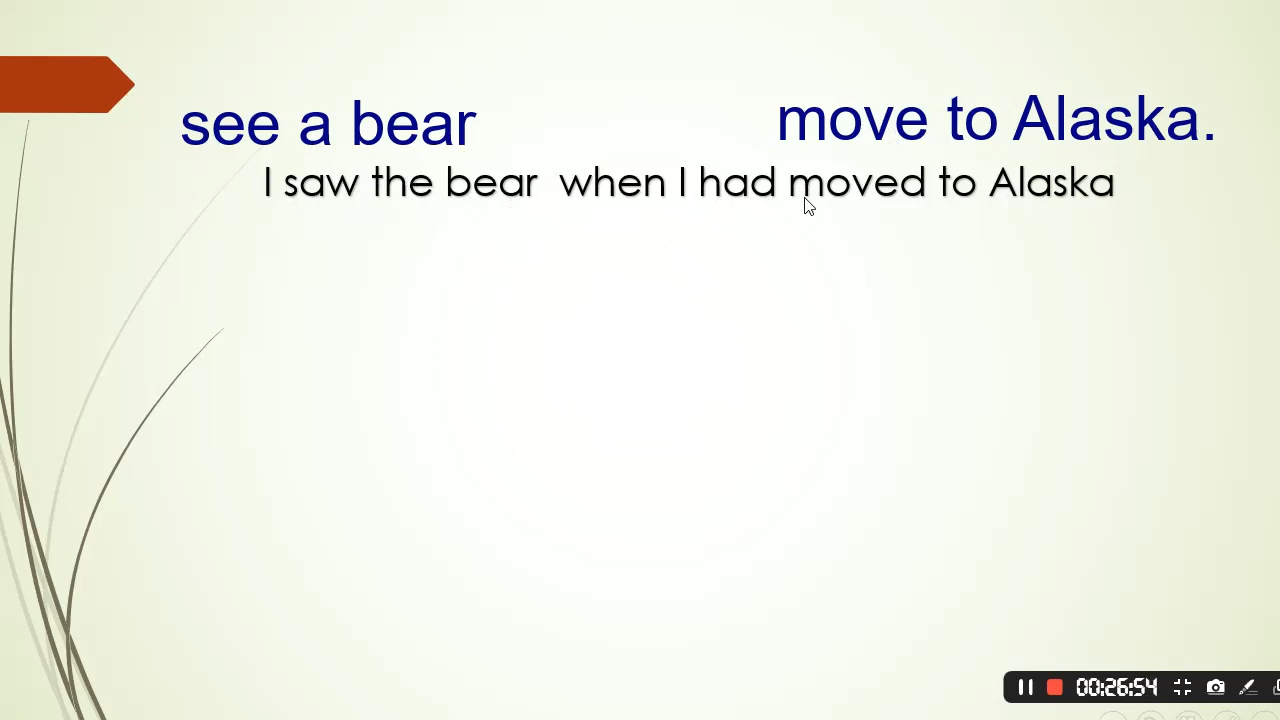 see a bear move to Alaska.
I saw the bear when I had moved to Alaska
00:26:54